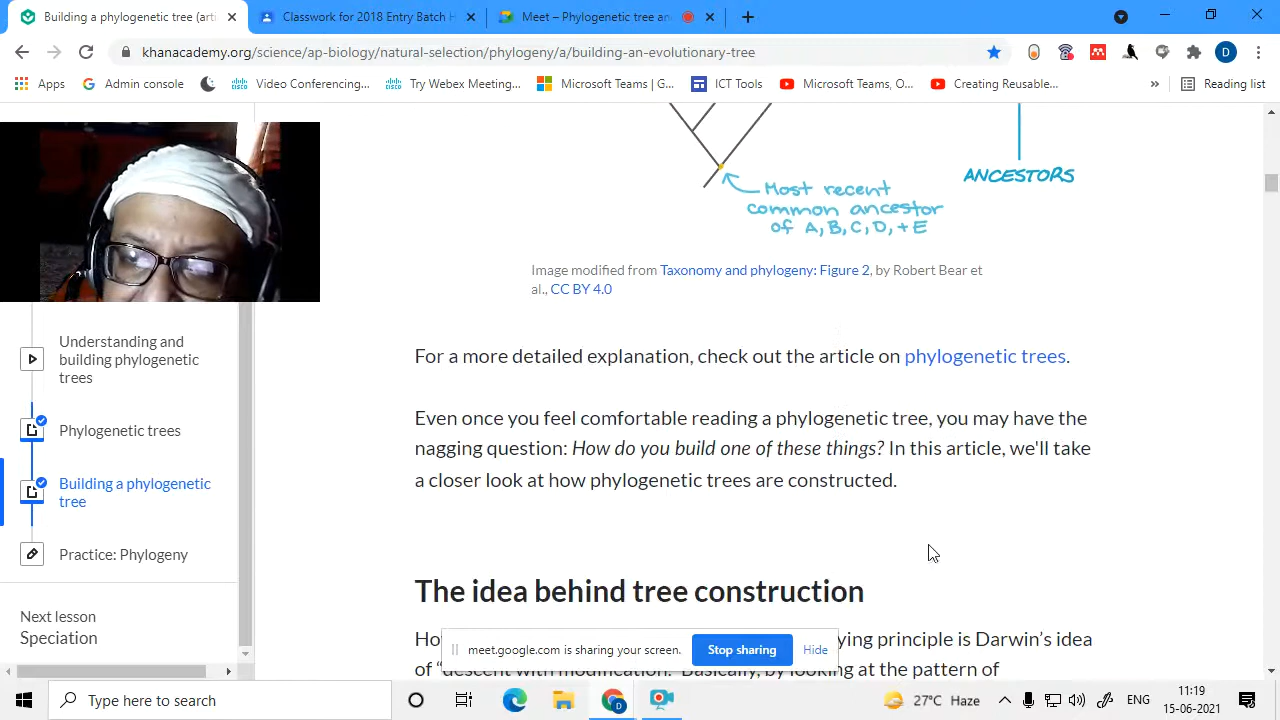 Building a phylogenetic tree (arti
Classwork for 2018 Entry Batch H
Meet – Phylogenetic tree an
khanacademy.org/science/ap-biology/natural-selection/phylogeny/a/building-an-evolutionary-tree
D
Apps
Admin console
Video Conferencing...
Try Webex Meeting...
Microsoft Teams | G...
ICT Tools
Microsoft Teams, O...
Creating Reusable...
»
Reading list
ANCESTORS
Most recent
common ancestor
of A, B, C, D, + E
Image modified from Taxonomy and phylogeny: Figure 2, by Robert Bear et
al., CC BY 4.0
Understanding and
building phylogenetic
trees
Phylogenetic trees
Building a phylogenetic
tree
Practice: Phylogeny
Next lesson
Speciation
For a more detailed explanation, check out the article on phylogenetic trees.
Even once you feel comfortable reading a phylogenetic tree, you may have the
nagging question: How do you build one of these things? In this article, we'll take
a closer look at how phylogenetic trees are constructed.
The idea behind tree construction
ying principle is Darwin's idea
of "descent with modification." Basically, by looking at the pattern of
meet.google.com is sharing your screen.
Stop sharing
Hide
Type here to search
27°C Haze
ENG
11:19
15-06-2021